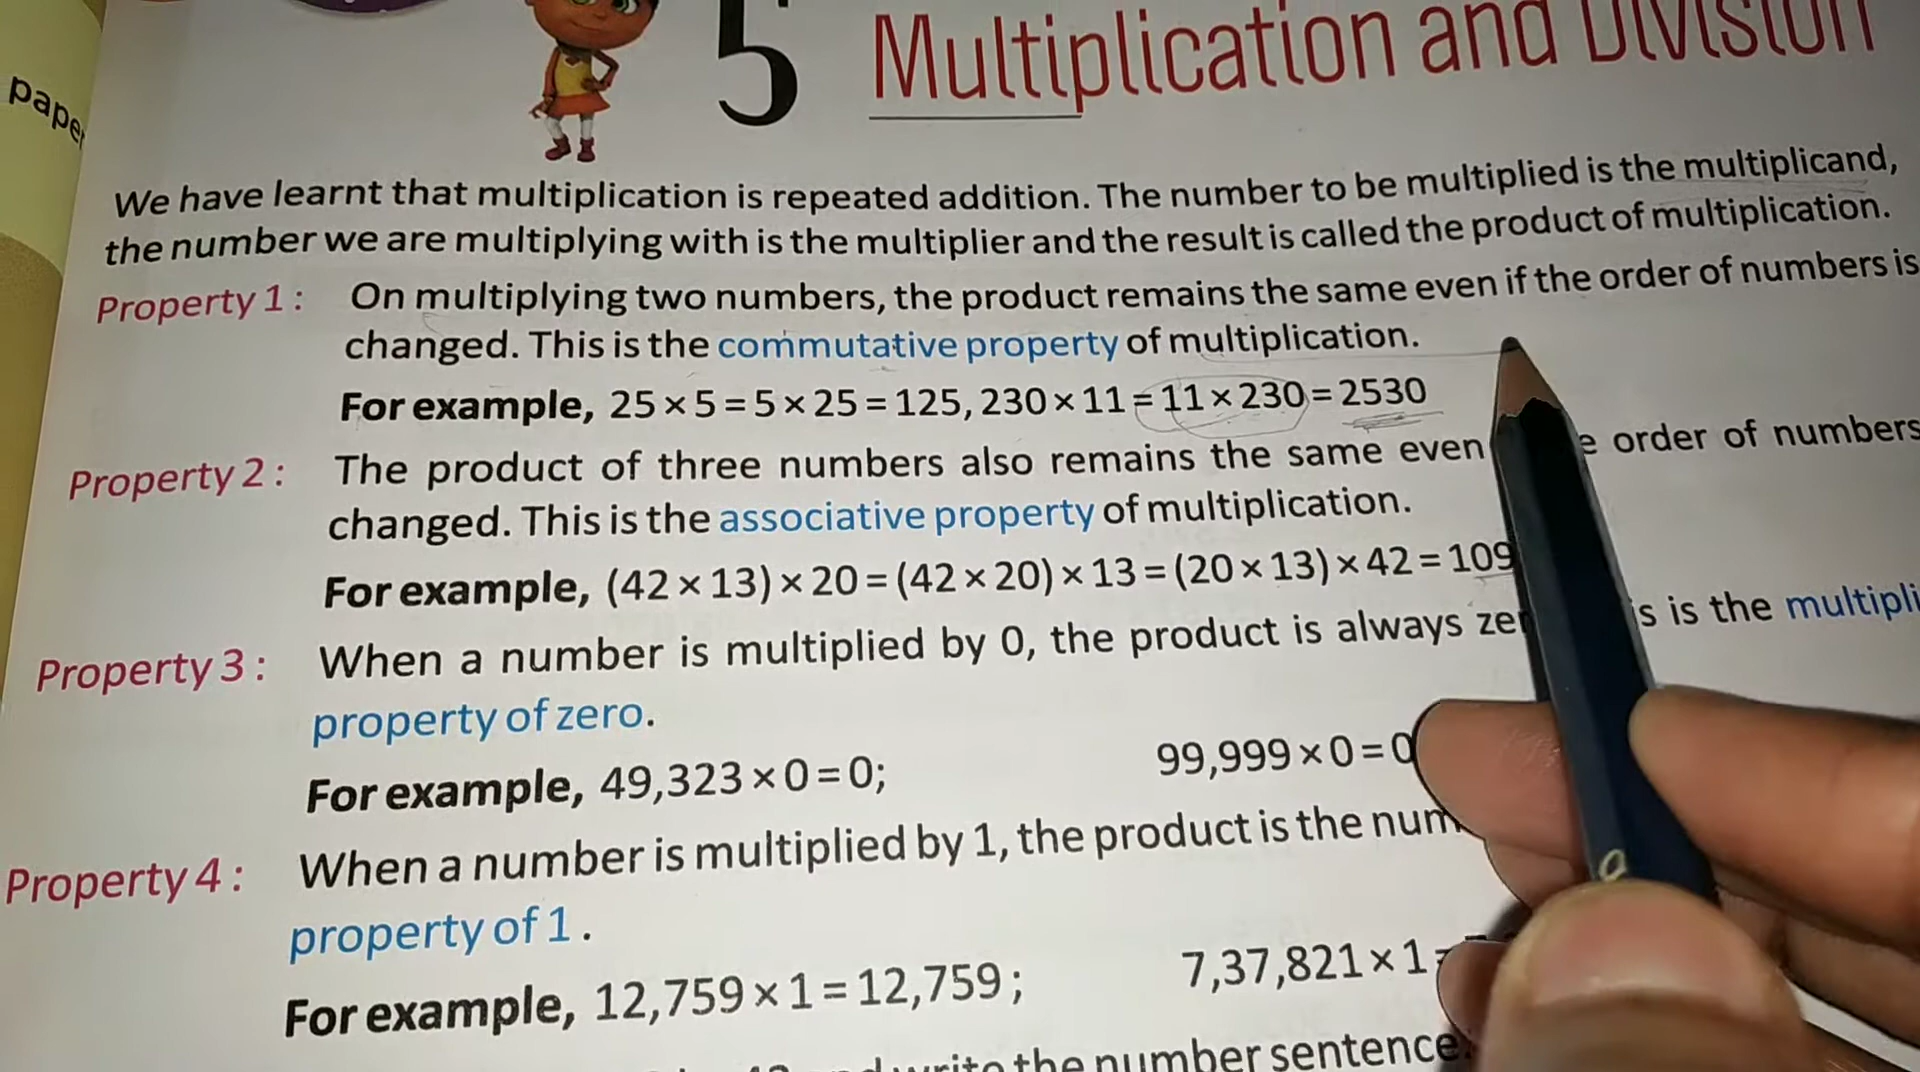 pape
5 Multiplication and Division
We have learnt that multiplication is repeated addition. The number to be multiplied is the multiplicand,
the number we are multiplying with is the multiplier and the result is called the product of multiplication.
Property 1 : On multiplying two numbers, the product remains the same even if the order of numbers is
changed. This is the commutative property of multiplication.
For example, 25 × 5 = 5 × 25 = 125, 230 × 11 = 11 × 230 = 2530
Property 2 : The product of three numbers also remains the same even e order of numbers
changed. This is the associative property of multiplication.
For example, (42 × 13) × 20 = (42 × 20) × 13 = (20 × 13) × 42 = 109
Property 3 : When a number is multiplied by 0, the product is always zer s is the multipli
property of zero.
For example, 49,323 × 0 = 0; 99,999 × 0 = 0
Property 4 : When a number is multiplied by 1, the product is the num
property of 1 .
For example, 12,759 × 1 = 12,759 ; 7,37,821 × 1 =
write the number sentence.